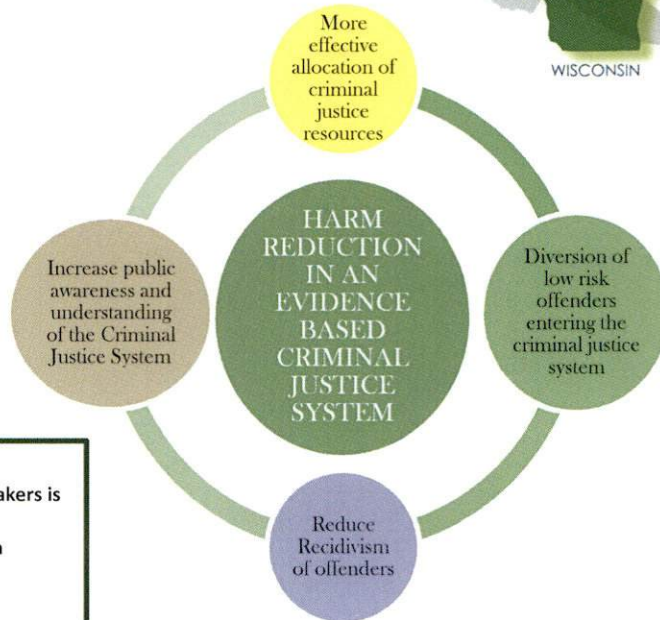 More
effective
allocation of
criminal
justice
resources
WISCONSIN
HARM
REDUCTION
IN AN
EVIDENCE
BASED
CRIMINAL
JUSTICE
SYSTEM
Increase public
awareness and
understanding
of the Criminal
Justice System
Diversion of
low risk
offenders
entering the
criminal justice
system
akers is
Reduce
Recidivism
of offenders